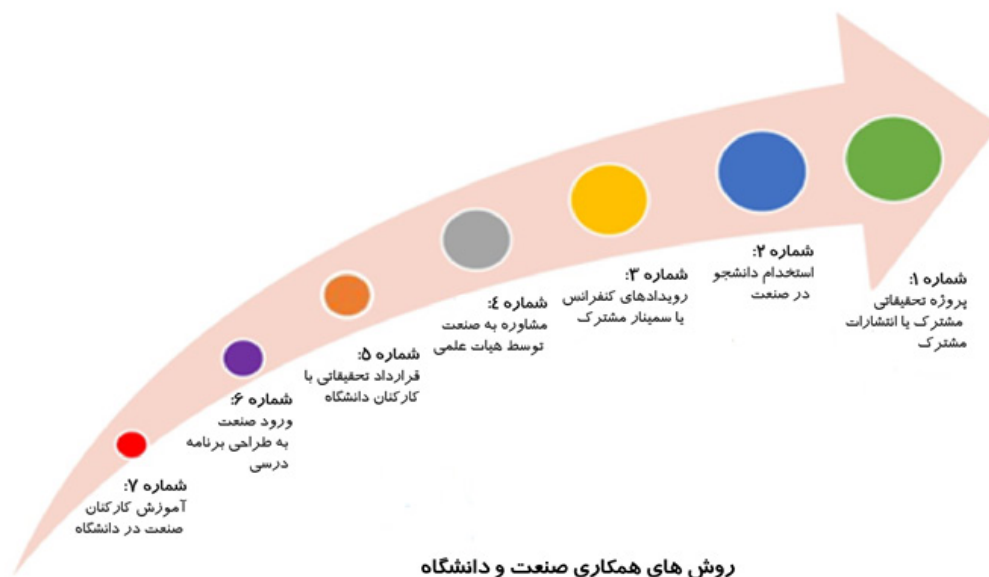 شماره ۱:
پروژه تحقیقاتی
مشترک یا انتشارات
مشترک
شماره ۲:
استخدام دانشجو
در صنعت
شماره ۳:
رویدادهای کنفرانس
یا سمینار مشترک
شماره ٤:
مشاوره به صنعت
توسط هیات علمی
شماره ۵:
قرارداد تحقیقاتی با
کارکنان دانشگاه
شماره ۶:
ورود صنعت
به طراحی برنامه
درسی
شماره ۷:
آموزش کارکنان
صنعت در دانشگاه
روش های همکاری صنعت و دانشگاه